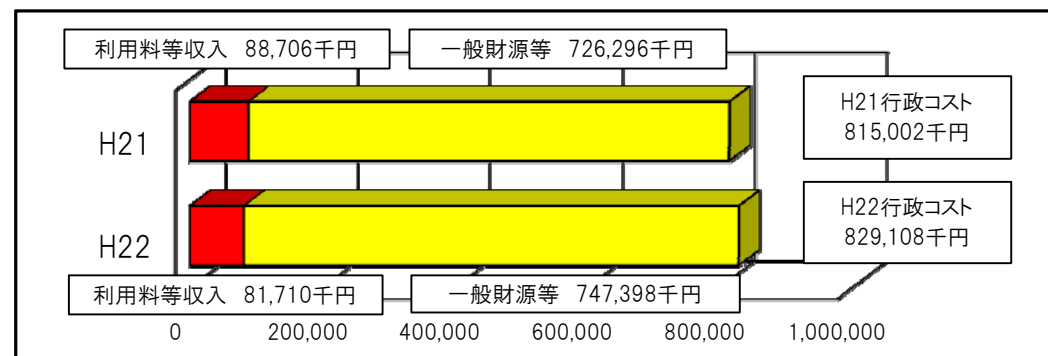 利用料等収入 88,706千円
一般財源等 726,296千円
H21行政コスト
815,002千円
H21
H22行政コスト
829,108千円
H22
利用料等収入 81,710千円
一般財源等 747,398千円
0 200,000 400,000 600,000 800,000 1,000,000